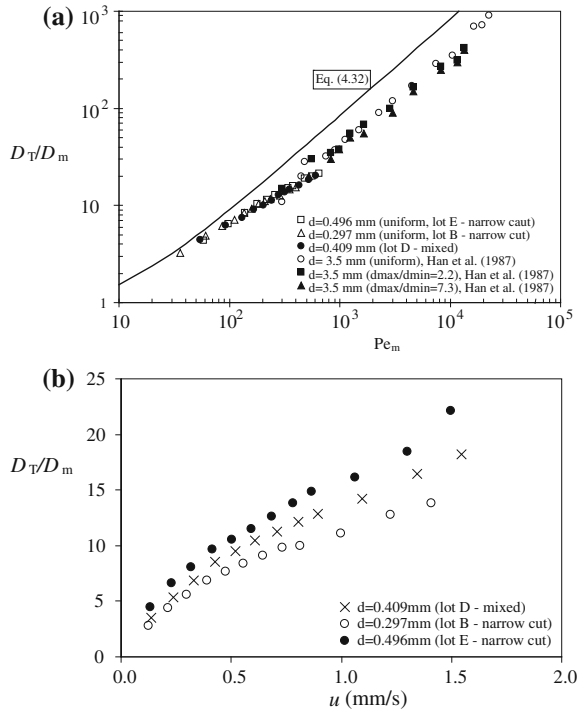 (a)
10³
10²
10
1
D_T/D_m
Eq. (4.32)
d=0.496 mm (uniform, lot E - narrow caut)
d=0.297 mm (uniform, lot B - narrow cut)
d=0.409 mm (lot D - mixed)
d= 3.5 mm (uniform), Han et al. (1987)
d=3.5 mm (dmax/dmin=2.2), Han et al. (1987)
d=3.5 mm (dmax/dmin=7.3), Han et al. (1987)
10 10² 10³ 10⁴ 10⁵
Pe_m
(b)
25
20
15
10
5
0
D_T/D_m
d=0.409mm (lot D - mixed)
d=0.297mm (lot B - narrow cut)
d=0.496mm (lot E - narrow cut)
0.0 0.5 1.0 1.5 2.0
u (mm/s)